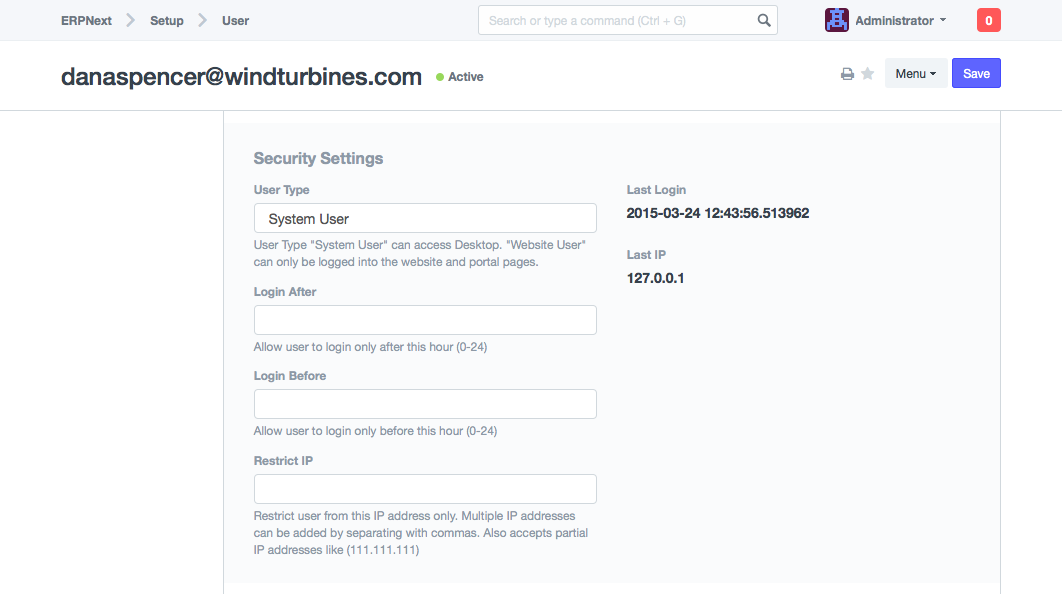 ERPNext Setup User
Search or type a command (Ctrl + G)
Administrator
0
danaspencer@windturbines.com
Active
Menu
Save
Security Settings
User Type
System User
User Type "System User" can access Desktop. "Website User"
can only be logged into the website and portal pages.
Login After
Allow user to login only after this hour (0-24)
Login Before
Allow user to login only before this hour (0-24)
Restrict IP
Restrict user from this IP address only. Multiple IP addresses
can be added by separating with commas. Also accepts partial
IP addresses like (111.111.111)
Last Login
2015-03-24 12:43:56.513962
Last IP
127.0.0.1